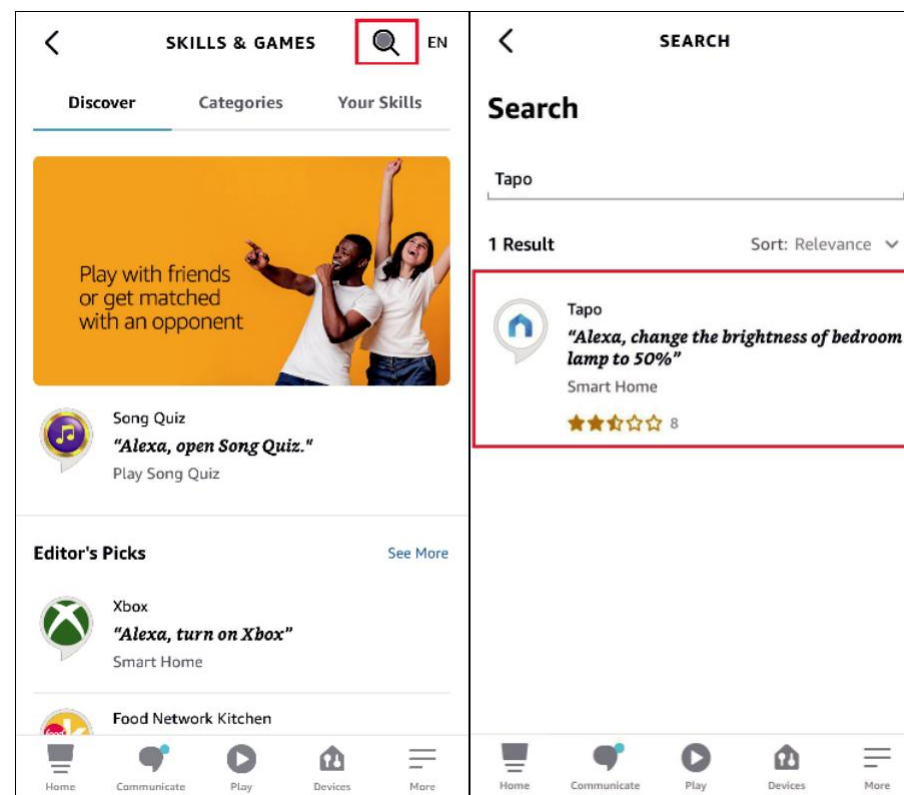 SKILLS & GAMES
EN
Discover
Categories
Your Skills
Play with friends
or get matched
with an opponent
Song Quiz
“Alexa, open Song Quiz."
Play Song Quiz
Editor's Picks
See More
Xbox
“Alexa, turn on Xbox”
Smart Home
food
Food Network Kitchen
Home
Communicate
Play
Devices
More
SEARCH
Search
Tapo
1 Result
Sort: Relevance
Tapo
“Alexa, change the brightness of bedroom
lamp to 50%”
Smart Home
8
Home
Communicate
Play
Devices
More